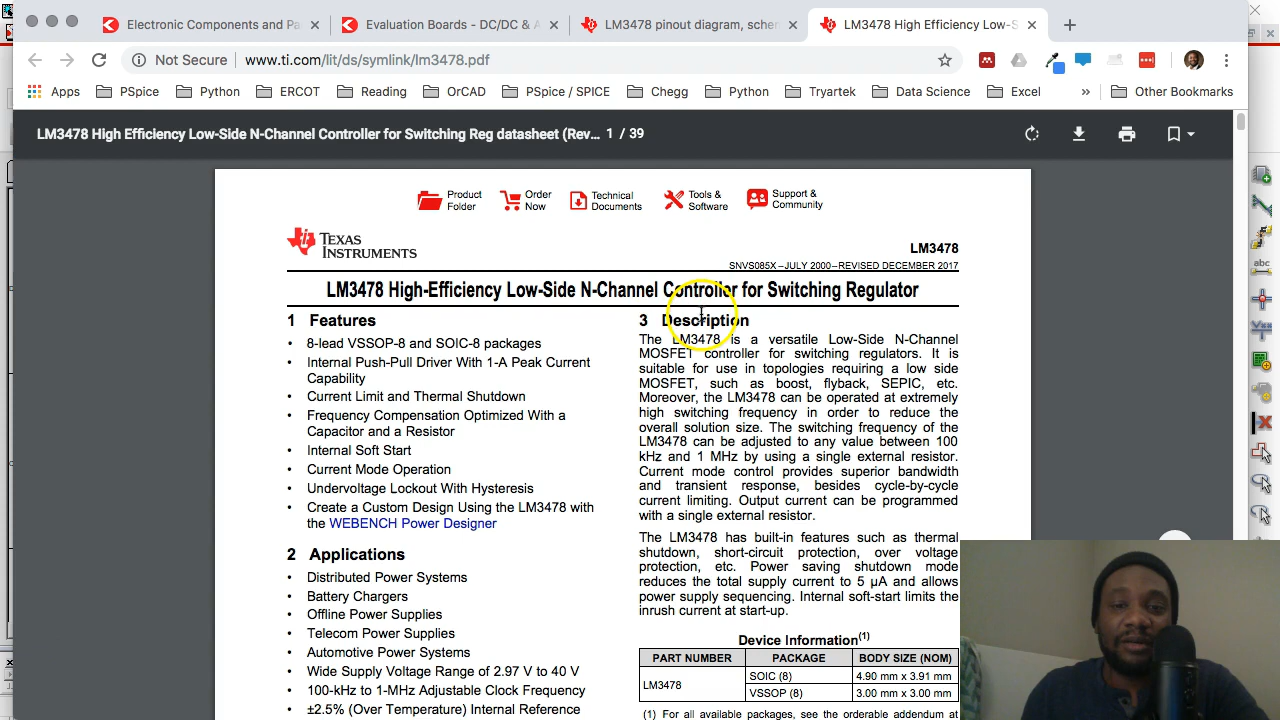 Electronic Components and Pa
Evaluation Boards - DC/DC & A
LM3478 pinout diagram, schen
LM3478 High Efficiency Low-S
Not Secure
www.ti.com/lit/ds/symlink/lm3478.pdf
Apps
PSpice
Python
ERCOT
Reading
OrCAD
PSpice / SPICE
Chegg
Python
Tryartek
Data Science
Excel
»
Other Bookmarks
LM3478 High Efficiency Low-Side N-Channel Controller for Switching Reg datasheet (Rev... 1 / 39
Product
Folder
Order
Now
Technical
Documents
Tools &
Software
Support &
Community
TEXAS
INSTRUMENTS
LM3478
SNVS085X–JULY 2000–REVISED DECEMBER 2017
LM3478 High-Efficiency Low-Side N-Channel Controller for Switching Regulator
1 Features
• 8-lead VSSOP-8 and SOIC-8 packages
• Internal Push-Pull Driver With 1-A Peak Current
Capability
• Current Limit and Thermal Shutdown
• Frequency Compensation Optimized With a
Capacitor and a Resistor
• Internal Soft Start
• Current Mode Operation
• Undervoltage Lockout With Hysteresis
• Create a Custom Design Using the LM3478 with
the WEBENCH Power Designer
2 Applications
• Distributed Power Systems
• Battery Chargers
• Offline Power Supplies
• Telecom Power Supplies
• Automotive Power Systems
• Wide Supply Voltage Range of 2.97 V to 40 V
• 100-kHz to 1-MHz Adjustable Clock Frequency
• ±2.5% (Over Temperature) Internal Reference
3 Description
The LM3478 is a versatile Low-Side N-Channel
MOSFET controller for switching regulators. It is
suitable for use in topologies requiring a low side
MOSFET, such as boost, flyback, SEPIC, etc.
Moreover, the LM3478 can be operated at extremely
high switching frequency in order to reduce the
overall solution size. The switching frequency of the
LM3478 can be adjusted to any value between 100
kHz and 1 MHz by using a single external resistor.
Current mode control provides superior bandwidth
and transient response, besides cycle-by-cycle
current limiting. Output current can be programmed
with a single external resistor.
The LM3478 has built-in features such as thermal
shutdown, short-circuit protection, over voltage
protection, etc. Power saving shutdown mode
reduces the total supply current to 5 µA and allows
power supply sequencing. Internal soft-start limits the
inrush current at start-up.
Device Information(1)
PART NUMBER PACKAGE BODY SIZE (NOM)
LM3478 SOIC (8) 4.90 mm x 3.91 mm
VSSOP (8) 3.00 mm x 3.00 mm
(1) For all available packages, see the orderable addendum at
abc